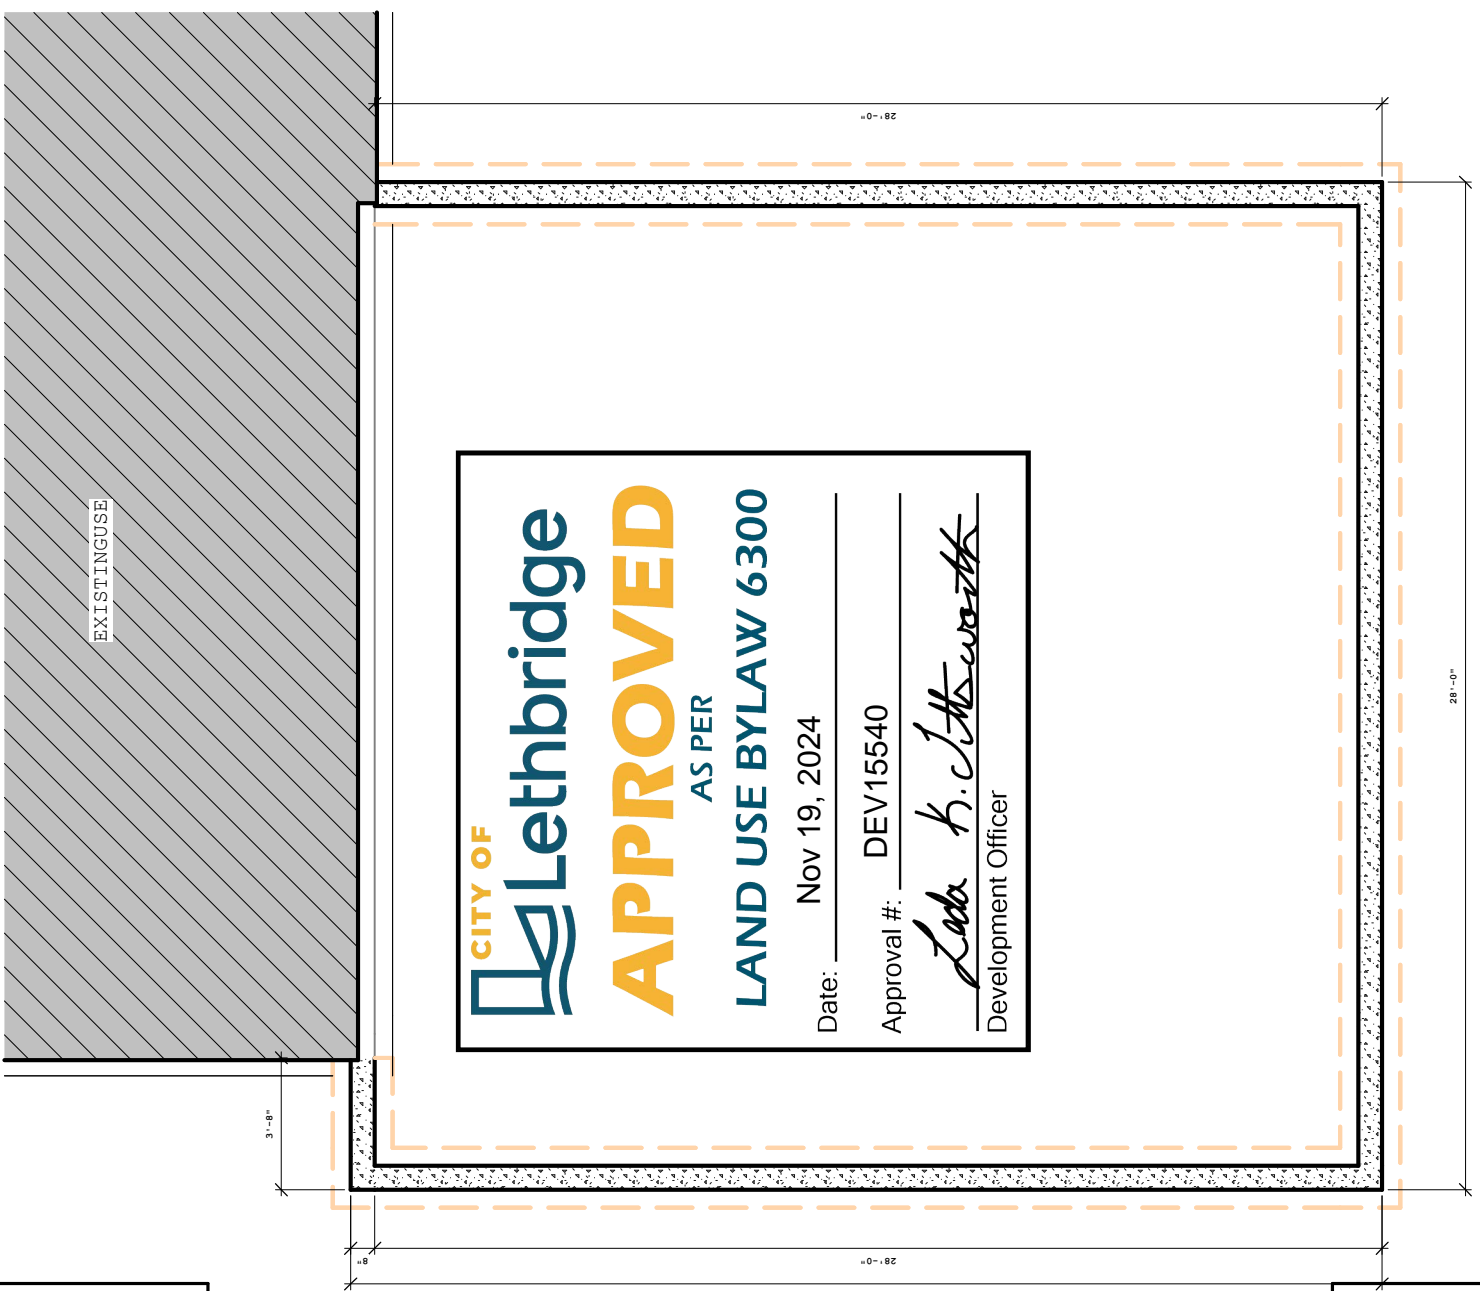 28'-0"
EXISTINGUSE
CITY OF
Lethbridge
APPROVED
AS PER
LAND USE BYLAW 6300
Date: Nov 19, 2024
Approval #: DEV15540
Development Officer
28'-0"
3'-8"
8"
28'-0"